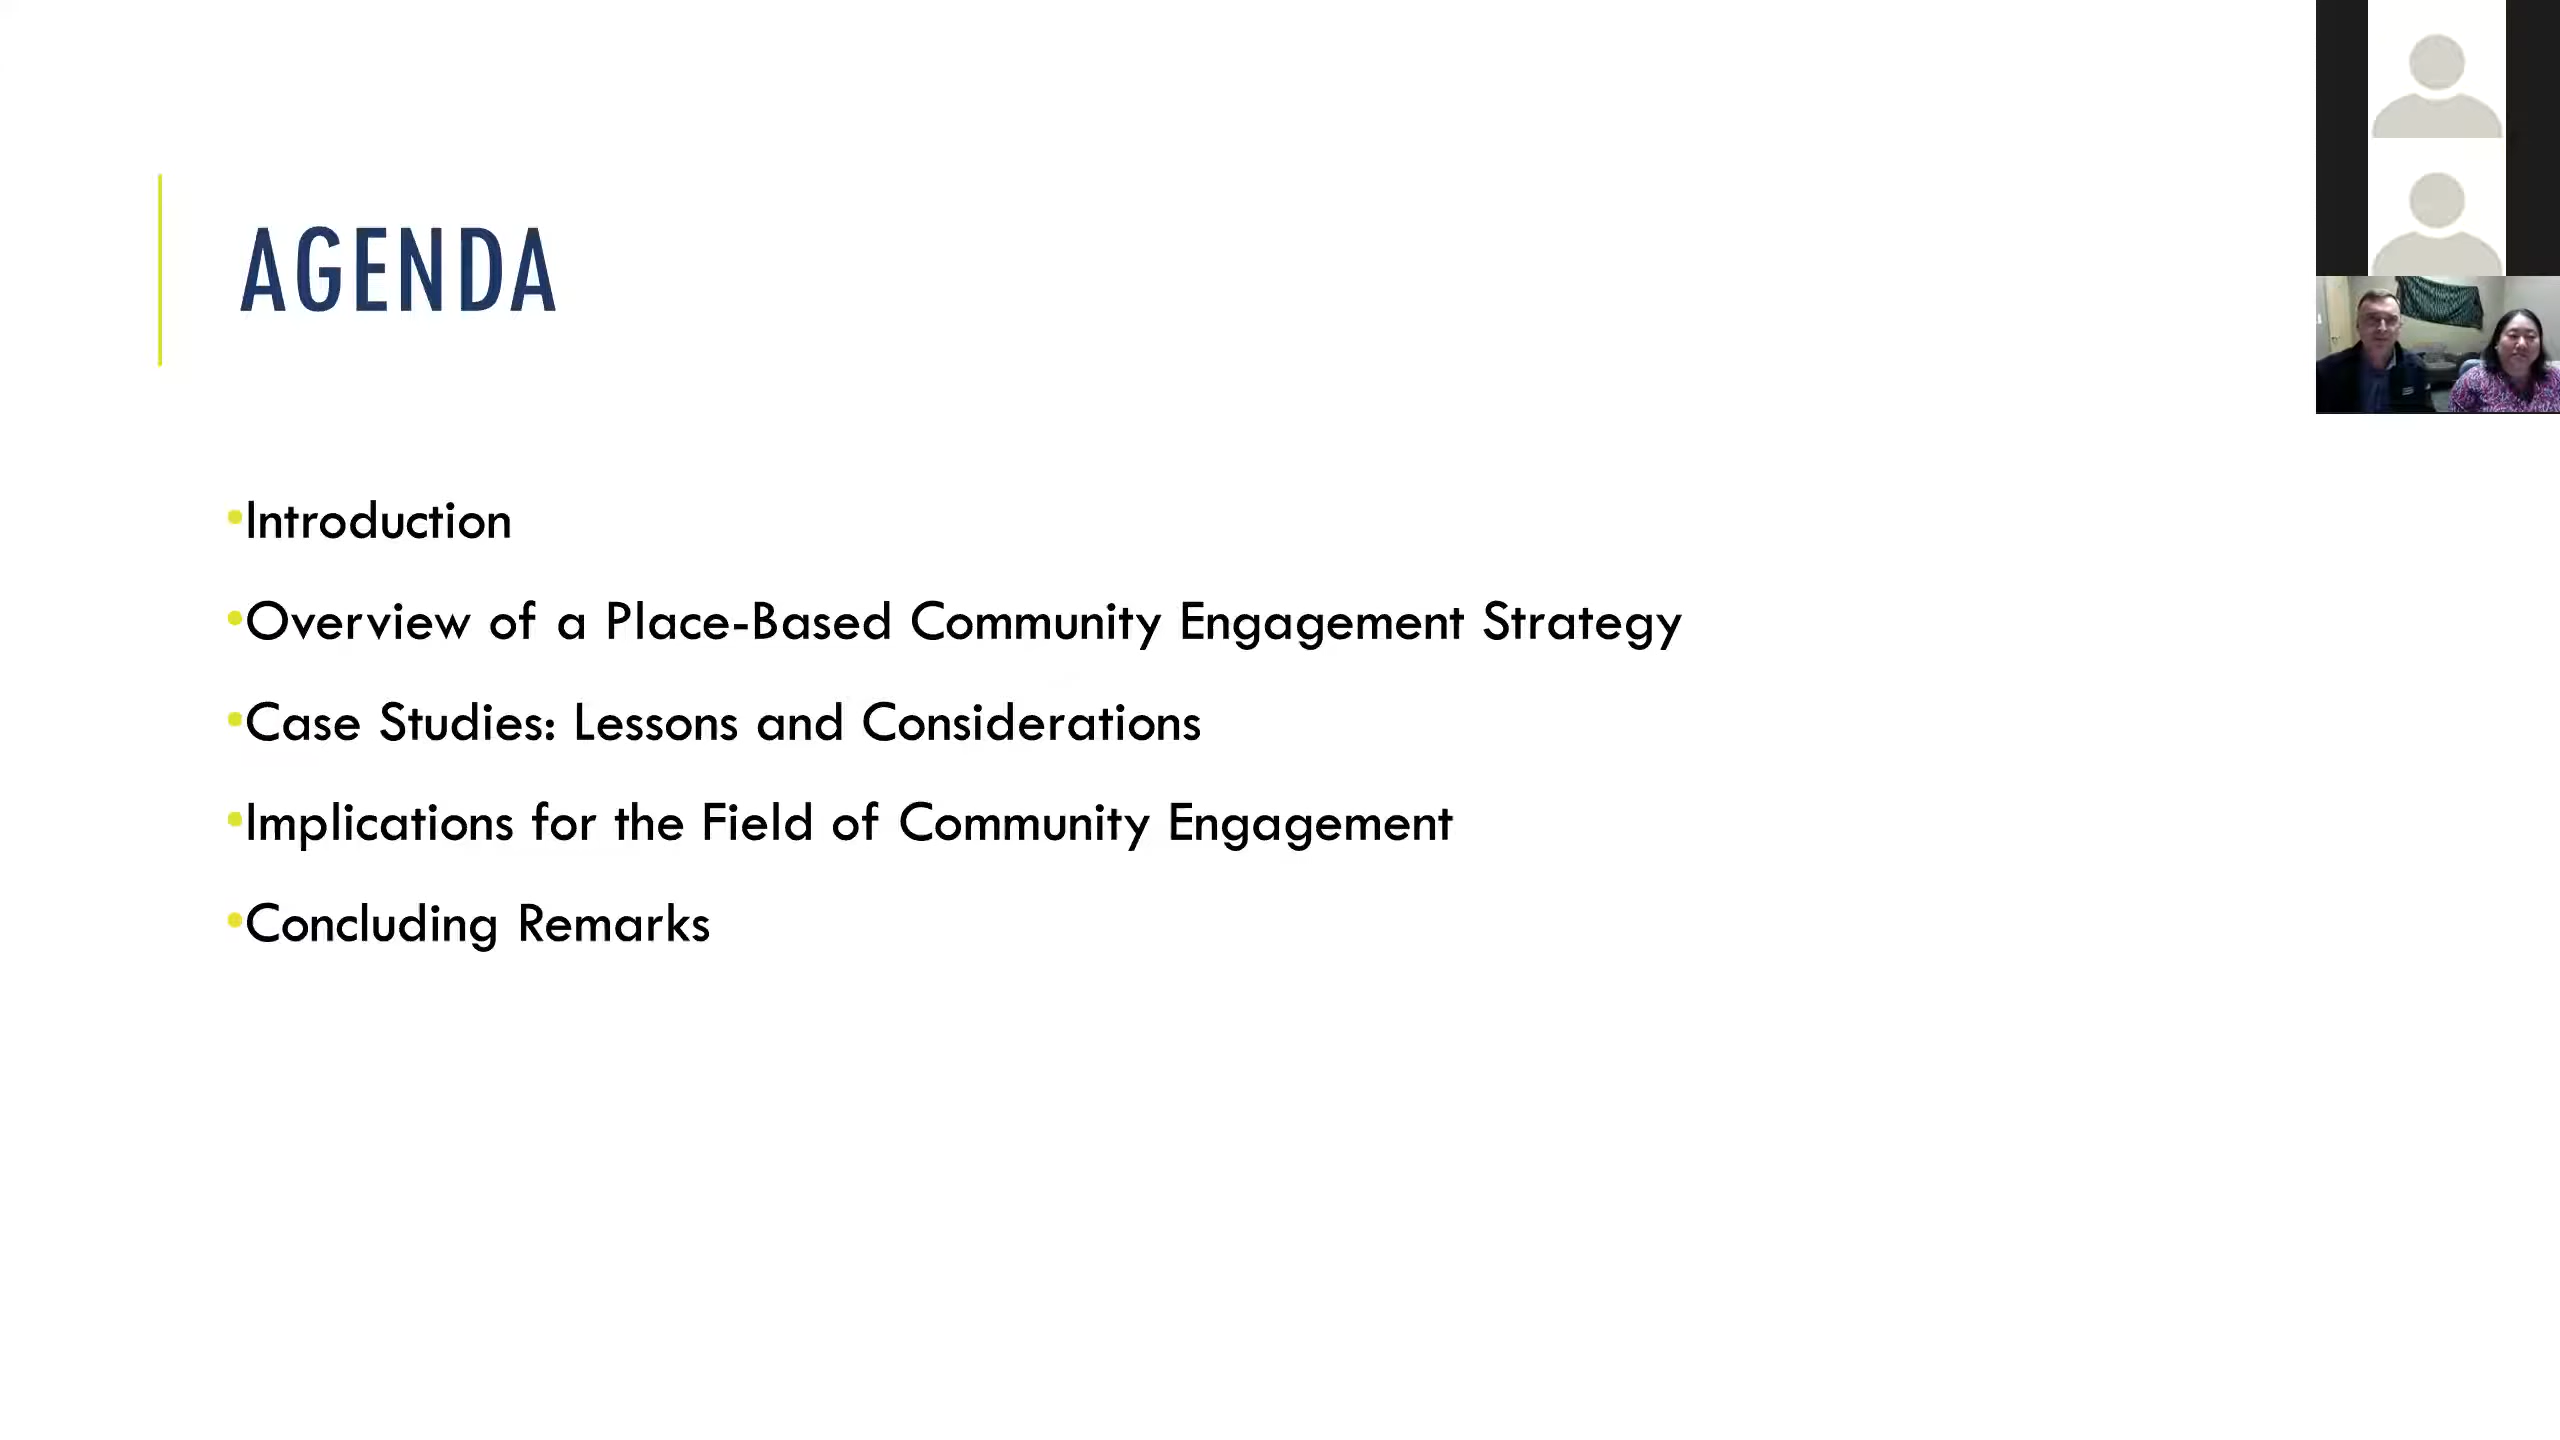 AGENDA
•Introduction
•Overview of a Place-Based Community Engagement Strategy
•Case Studies: Lessons and Considerations
•Implications for the Field of Community Engagement
•Concluding Remarks